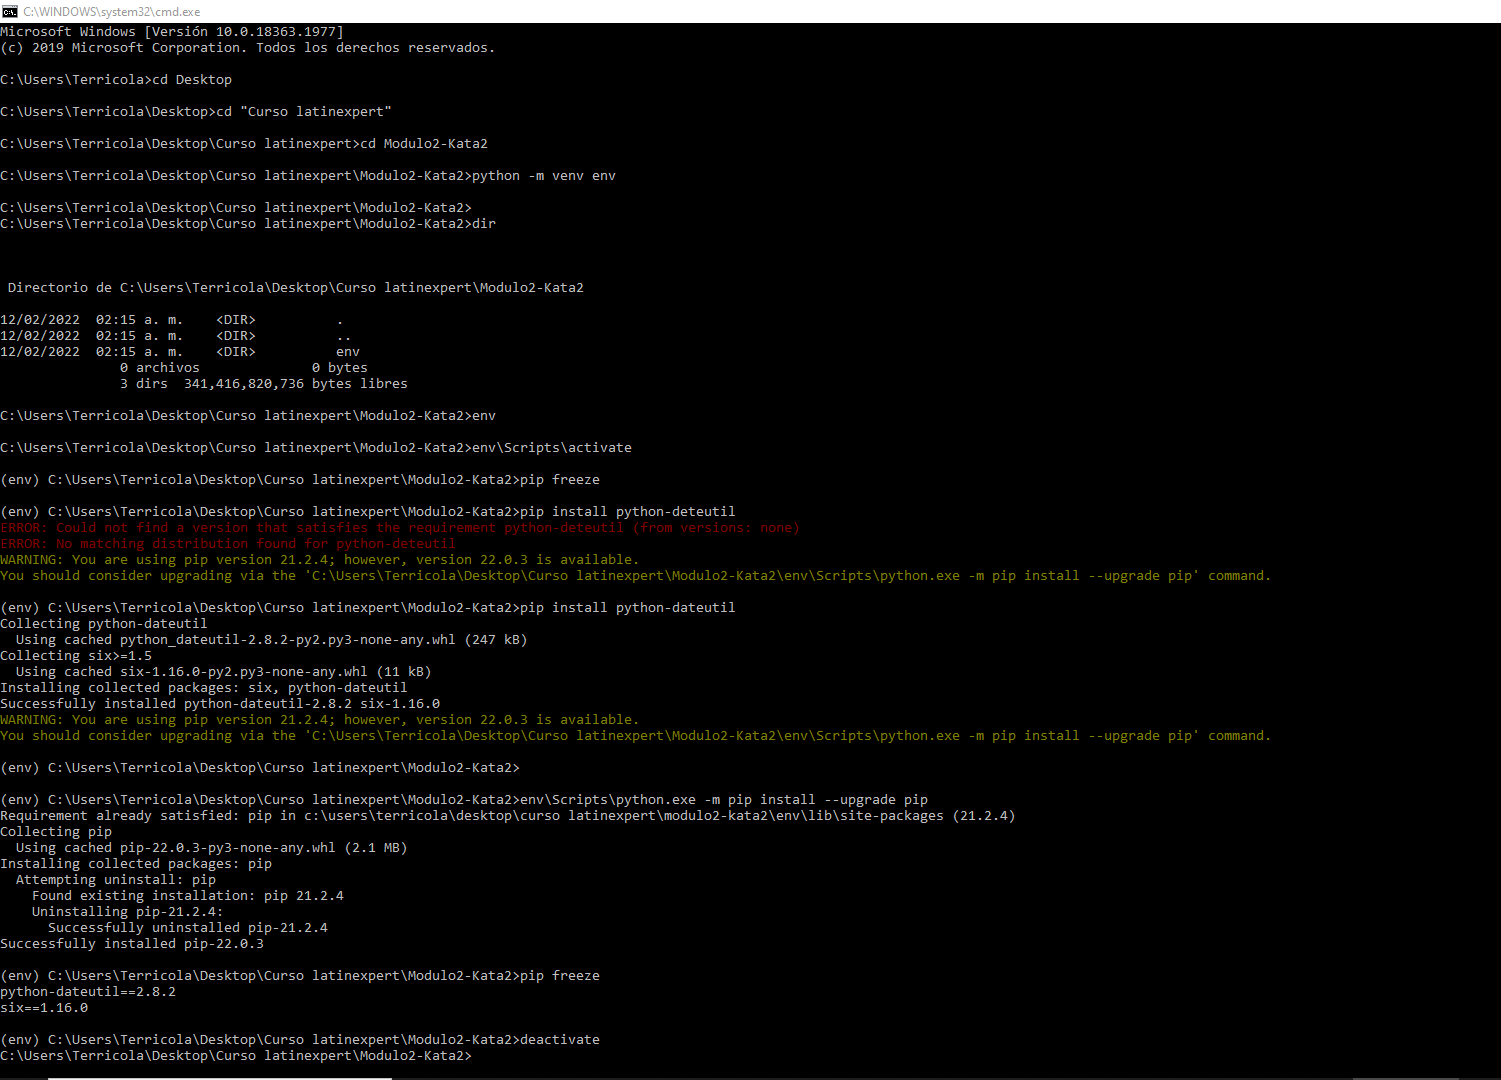 C:\WINDOWS\system32\cmd.exe
Microsoft Windows [Versión 10.0.18363.1977]
(c) 2019 Microsoft Corporation. Todos los derechos reservados.
C:\Users\Terricola>cd Desktop
C:\Users\Terricola\Desktop>cd "Curso latinexpert"
C:\Users\Terricola\Desktop\Curso latinexpert>cd Modulo2-Kata2
C:\Users\Terricola\Desktop\Curso latinexpert\Modulo2-Kata2>python -m venv env
C:\Users\Terricola\Desktop\Curso latinexpert\Modulo2-Kata2>
C:\Users\Terricola\Desktop\Curso latinexpert\Modulo2-Kata2>dir
 Directorio de C:\Users\Terricola\Desktop\Curso latinexpert\Modulo2-Kata2
12/02/2022  02:15 a. m.    <DIR>          .
12/02/2022  02:15 a. m.    <DIR>          ..
12/02/2022  02:15 a. m.    <DIR>          env
               0 archivos              0 bytes
               3 dirs  341,416,820,736 bytes libres
C:\Users\Terricola\Desktop\Curso latinexpert\Modulo2-Kata2>env
C:\Users\Terricola\Desktop\Curso latinexpert\Modulo2-Kata2>env\Scripts\activate
(env) C:\Users\Terricola\Desktop\Curso latinexpert\Modulo2-Kata2>pip freeze
(env) C:\Users\Terricola\Desktop\Curso latinexpert\Modulo2-Kata2>pip install python-deteutil
ERROR: Could not find a version that satisfies the requirement python-deteutil (from versions: none)
ERROR: No matching distribution found for python-deteutil
WARNING: You are using pip version 21.2.4; however, version 22.0.3 is available.
You should consider upgrading via the 'C:\Users\Terricola\Desktop\Curso latinexpert\Modulo2-Kata2\env\Scripts\python.exe -m pip install --upgrade pip' command.
(env) C:\Users\Terricola\Desktop\Curso latinexpert\Modulo2-Kata2>pip install python-dateutil
Collecting python-dateutil
  Using cached python_dateutil-2.8.2-py2.py3-none-any.whl (247 kB)
Collecting six>=1.5
  Using cached six-1.16.0-py2.py3-none-any.whl (11 kB)
Installing collected packages: six, python-dateutil
Successfully installed python-dateutil-2.8.2 six-1.16.0
WARNING: You are using pip version 21.2.4; however, version 22.0.3 is available.
You should consider upgrading via the 'C:\Users\Terricola\Desktop\Curso latinexpert\Modulo2-Kata2\env\Scripts\python.exe -m pip install --upgrade pip' command.
(env) C:\Users\Terricola\Desktop\Curso latinexpert\Modulo2-Kata2>
(env) C:\Users\Terricola\Desktop\Curso latinexpert\Modulo2-Kata2>env\Scripts\python.exe -m pip install --upgrade pip
Requirement already satisfied: pip in c:\users\terricola\desktop\curso latinexpert\modulo2-kata2\env\lib\site-packages (21.2.4)
Collecting pip
  Using cached pip-22.0.3-py3-none-any.whl (2.1 MB)
Installing collected packages: pip
  Attempting uninstall: pip
    Found existing installation: pip 21.2.4
    Uninstalling pip-21.2.4:
      Successfully uninstalled pip-21.2.4
Successfully installed pip-22.0.3
(env) C:\Users\Terricola\Desktop\Curso latinexpert\Modulo2-Kata2>pip freeze
python-dateutil==2.8.2
six==1.16.0
(env) C:\Users\Terricola\Desktop\Curso latinexpert\Modulo2-Kata2>deactivate
C:\Users\Terricola\Desktop\Curso latinexpert\Modulo2-Kata2>